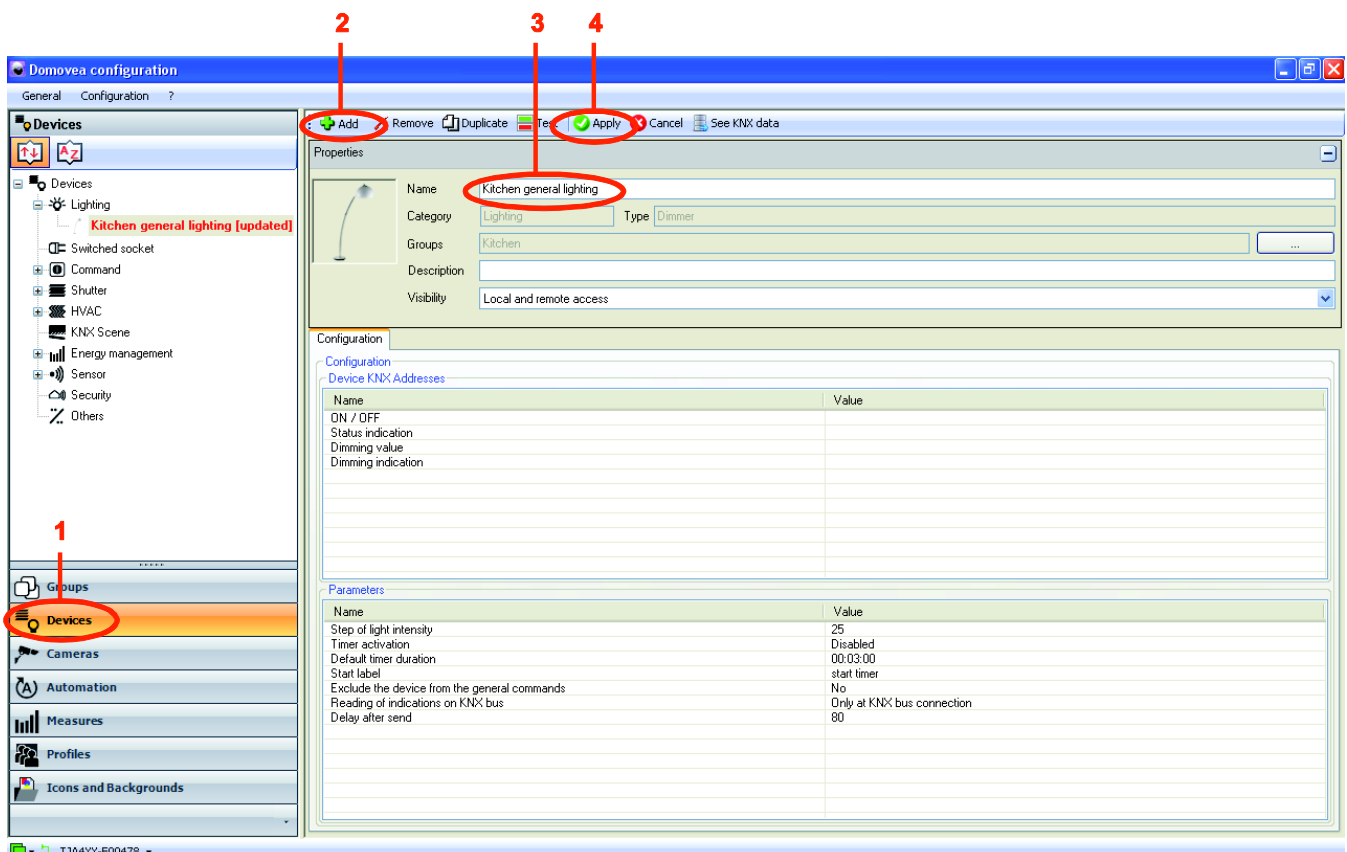 2 3 4
Domovea configuration
General Configuration ?
Devices
Add Remove Duplicate Test Apply Cancel See KNX data
Properties
A Z
Devices
Lighting
Kitchen general lighting [updated]
Switched socket
Command
Shutter
HVAC
KNX Scene
Energy management
Sensor
Security
Others
Name Kitchen general lighting
Category Lighting Type Dimmer
Groups Kitchen ...
Description
Visibility Local and remote access
Configuration
Configuration
Device KNX Addresses
Name Value
ON / OFF
Status indication
Dimming value
Dimming indication
1
Groups
Devices
Cameras
Automation
Measures
Profiles
Icons and Backgrounds
Parameters
Name Value
Step of light intensity 25
Timer activation Disabled
Default timer duration 00:03:00
Start label start timer
Exclude the device from the general commands No
Reading of indications on KNX bus Only at KNX bus connection
Delay after send 80